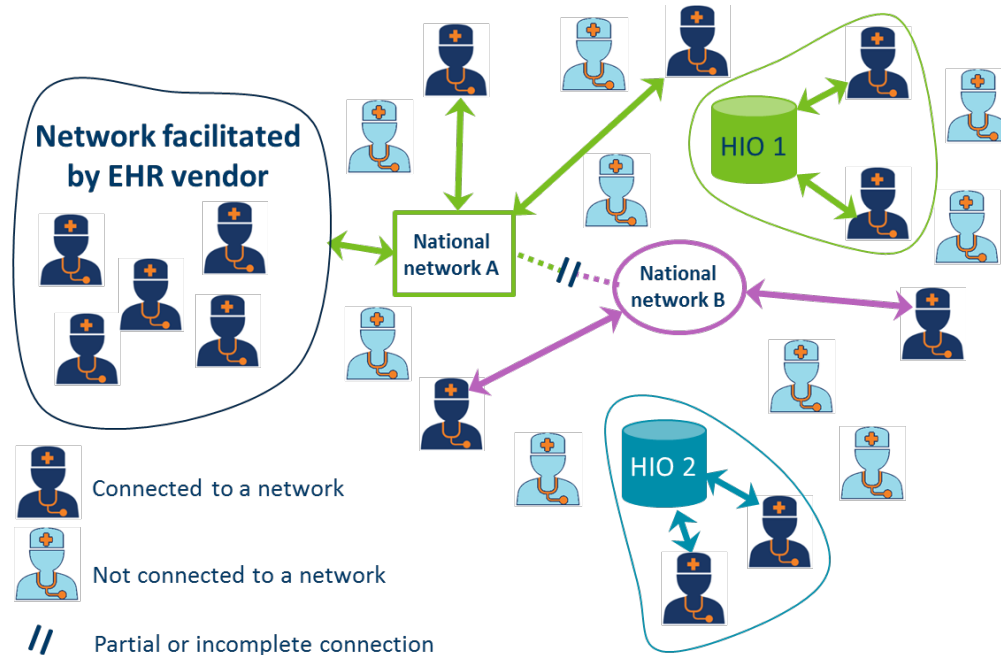 Network facilitated
by EHR vendor
HIO 1
National
network A
National
network B
HIO 2
Connected to a network
Not connected to a network
Partial or incomplete connection